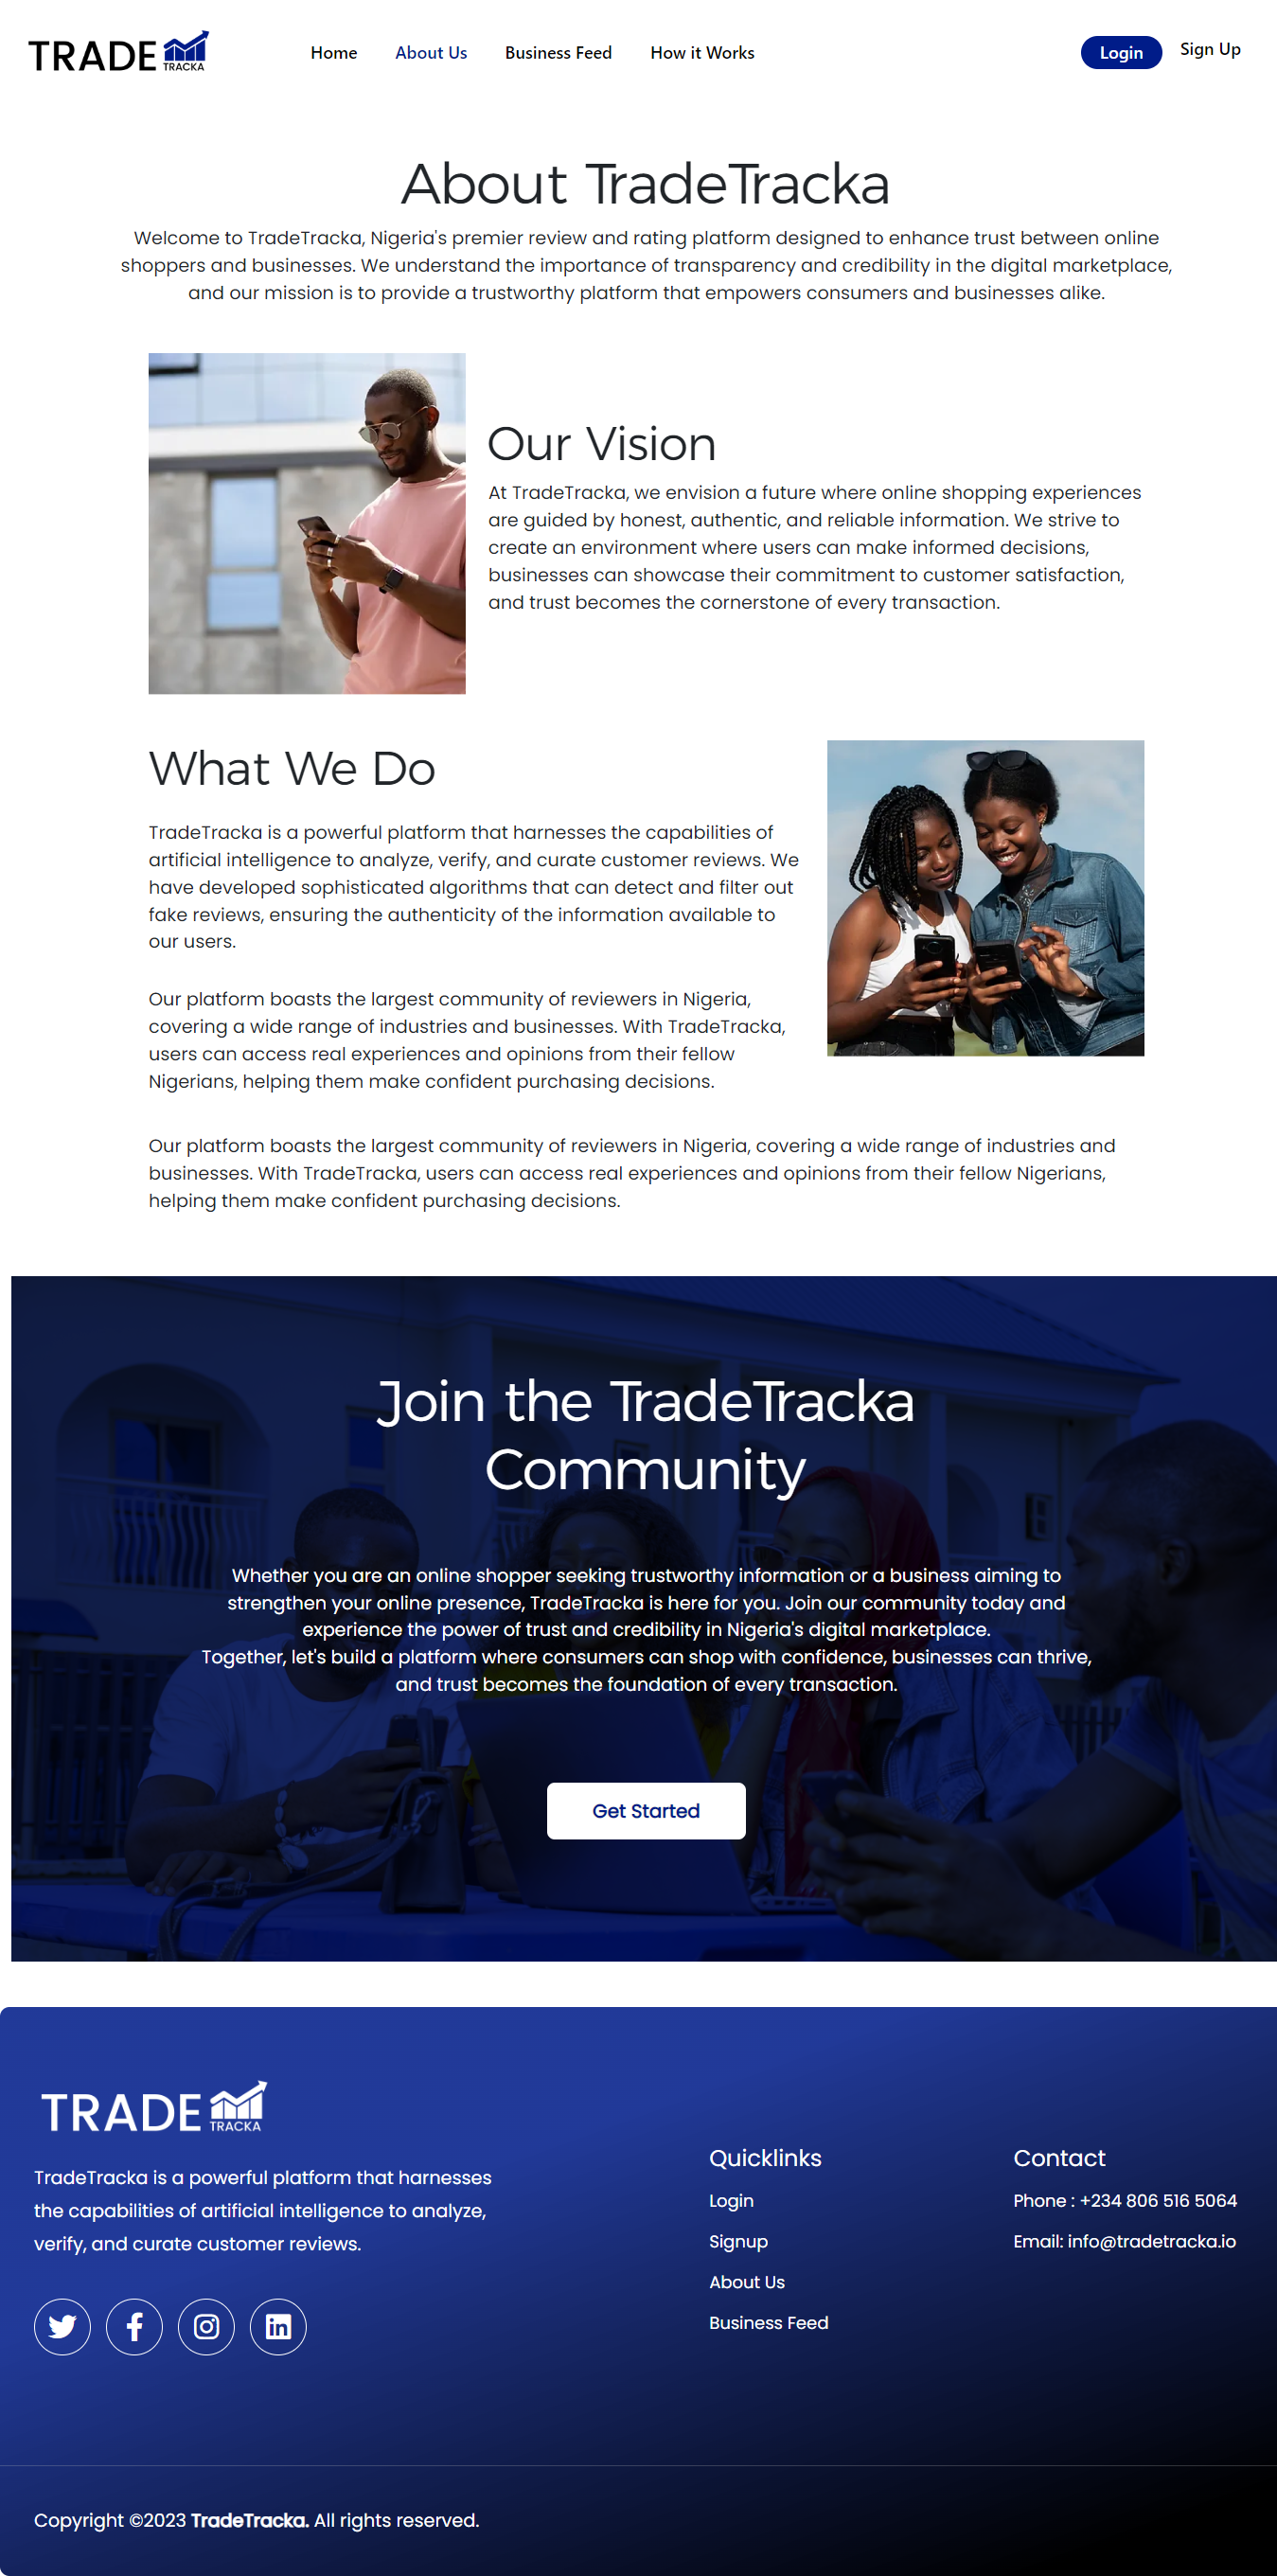 TRADE TRACKA
Home About Us Business Feed How it Works Login Sign Up
About TradeTracka
Welcome to TradeTracka, Nigeria's premier review and rating platform designed to enhance trust between online
shoppers and businesses. We understand the importance of transparency and credibility in the digital marketplace,
and our mission is to provide a trustworthy platform that empowers consumers and businesses alike.
Our Vision
At TradeTracka, we envision a future where online shopping experiences
are guided by honest, authentic, and reliable information. We strive to
create an environment where users can make informed decisions,
businesses can showcase their commitment to customer satisfaction,
and trust becomes the cornerstone of every transaction.
What We Do
TradeTracka is a powerful platform that harnesses the capabilities of
artificial intelligence to analyze, verify, and curate customer reviews. We
have developed sophisticated algorithms that can detect and filter out
fake reviews, ensuring the authenticity of the information available to
our users.
Our platform boasts the largest community of reviewers in Nigeria,
covering a wide range of industries and businesses. With TradeTracka,
users can access real experiences and opinions from their fellow
Nigerians, helping them make confident purchasing decisions.
Our platform boasts the largest community of reviewers in Nigeria, covering a wide range of industries and
businesses. With TradeTracka, users can access real experiences and opinions from their fellow Nigerians,
helping them make confident purchasing decisions.
Join the TradeTracka
Community
Whether you are an online shopper seeking trustworthy information or a business aiming to
strengthen your online presence, TradeTracka is here for you. Join our community today and
experience the power of trust and credibility in Nigeria's digital marketplace.
Together, let's build a platform where consumers can shop with confidence, businesses can thrive,
and trust becomes the foundation of every transaction.
Get Started
TRADE TRACKA
TradeTracka is a powerful platform that harnesses
the capabilities of artificial intelligence to analyze,
verify, and curate customer reviews.
Quicklinks
Login
Signup
About Us
Business Feed
Contact
Phone : +234 806 516 5064
Email: info@tradetracka.io
Copyright ©2023 TradeTracka. All rights reserved.